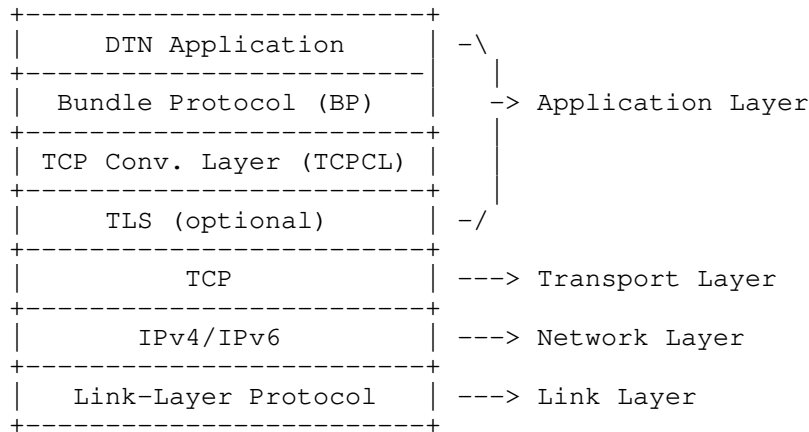 +-------------------------+
|     DTN Application     | -\
+-------------------------|   |
|  Bundle Protocol (BP)   |   -> Application Layer
+-------------------------+   |
| TCP Conv. Layer (TCPCL) |   |
+-------------------------+   |
|     TLS (optional)      | -/
+-------------------------+
|          TCP            | ---> Transport Layer
+-------------------------+
|       IPv4/IPv6         | ---> Network Layer
+-------------------------+
|   Link-Layer Protocol   | ---> Link Layer
+-------------------------+